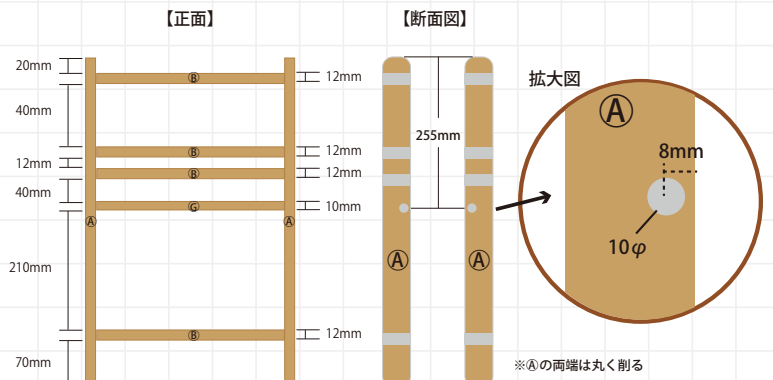 【正面】
【断面図】
20mm
Ⓑ
12mm
拡大図
40mm
Ⓐ
255mm
8mm
Ⓑ
12mm
12mm
Ⓑ
12mm
40mm
Ⓖ
10mm
Ⓐ
Ⓐ
10φ
210mm
Ⓐ
Ⓐ
Ⓑ
12mm
70mm
※Ⓐの両端は丸く削る